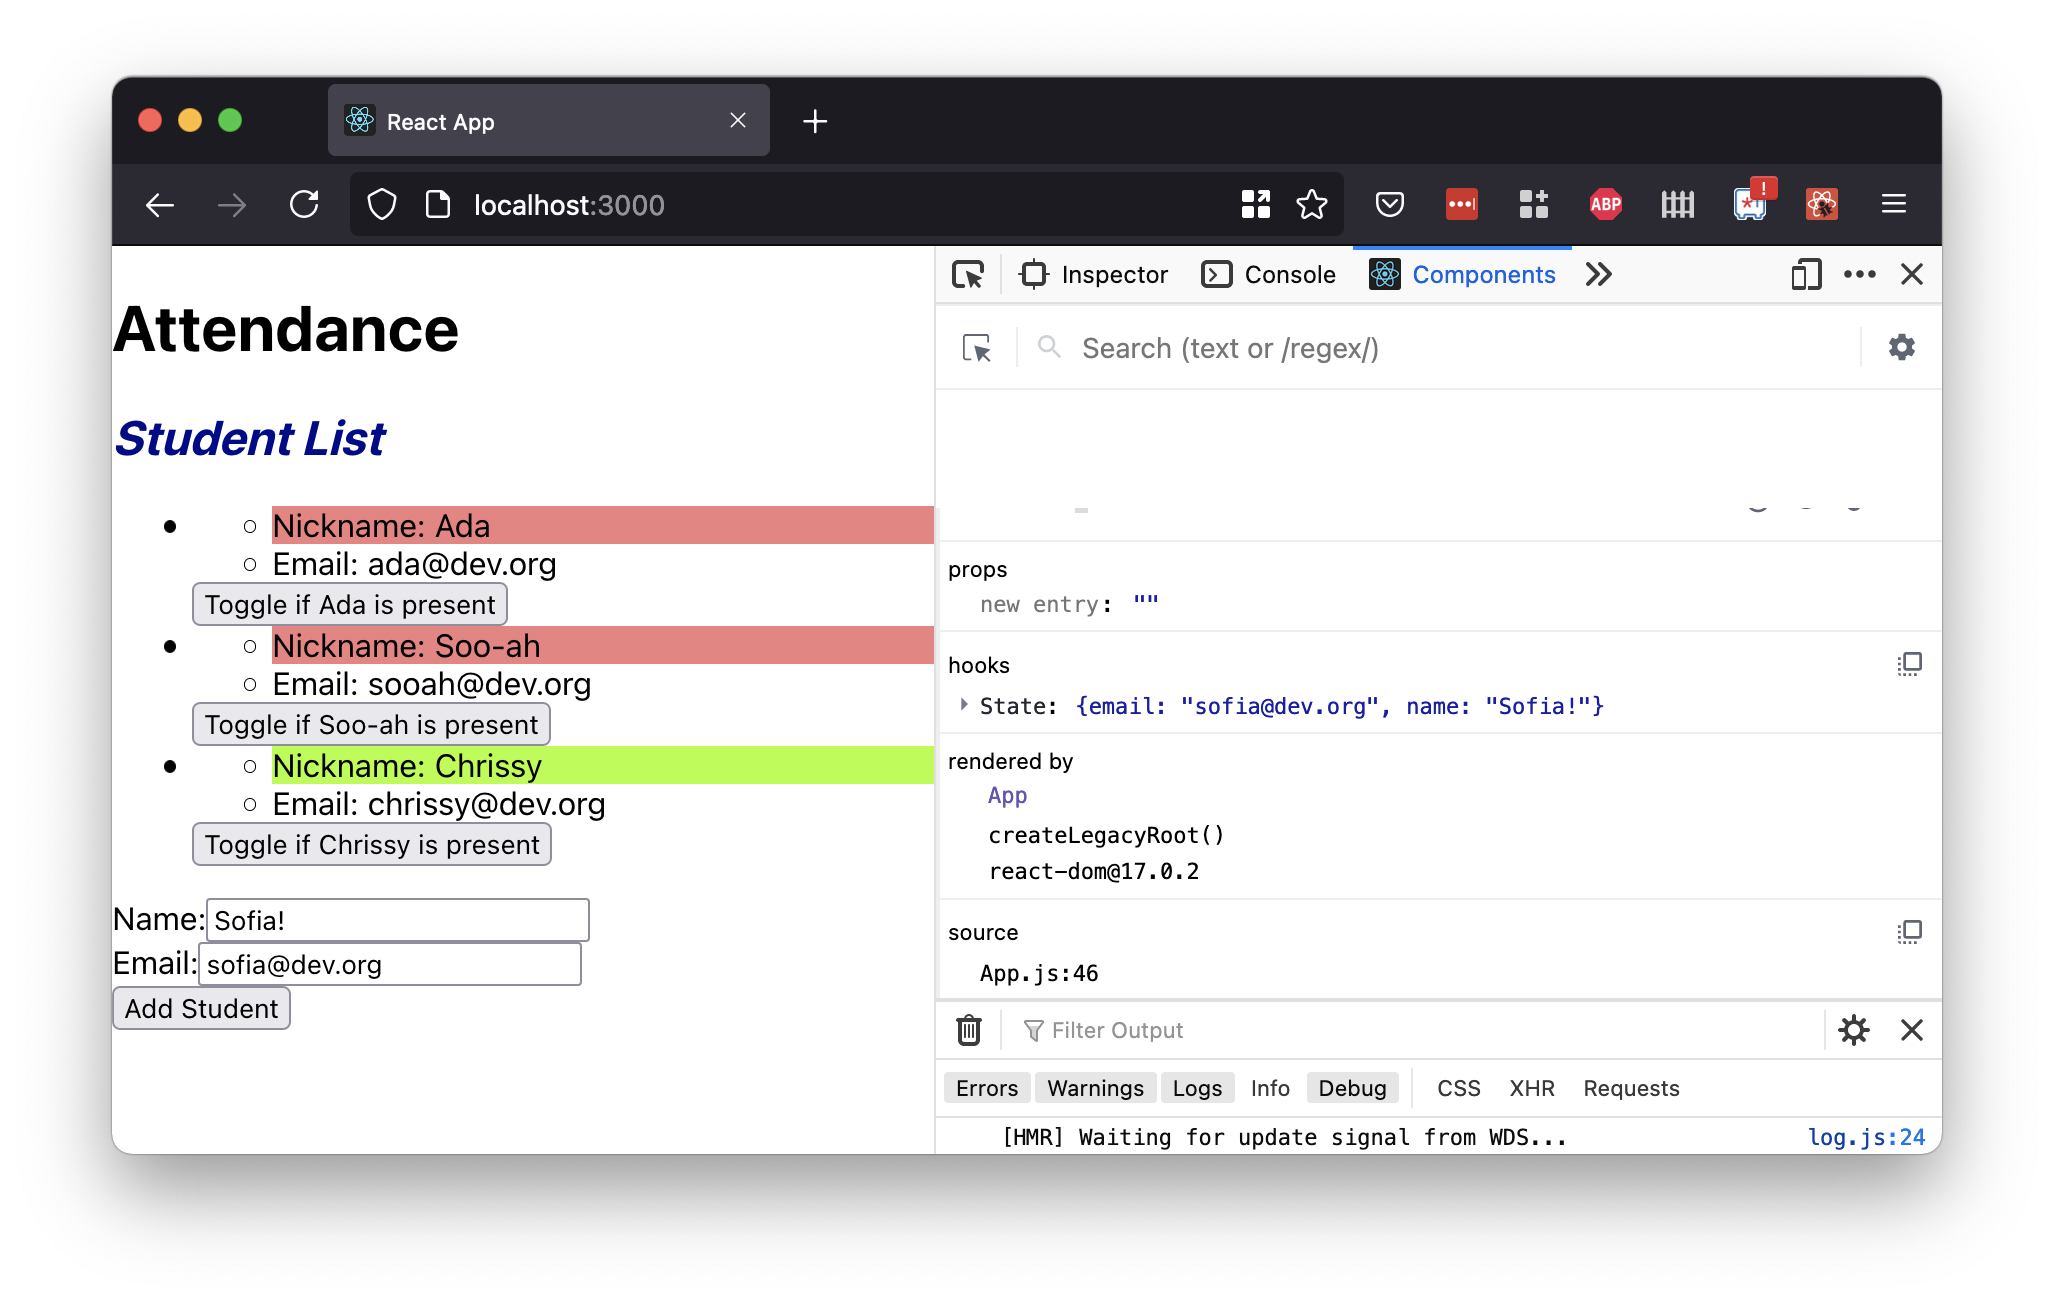 React App
localhost:3000
ABP
!
Inspector
Console
Components
Search (text or /regex/)
Attendance
Student List
Nickname: Ada
Email: ada@dev.org
Toggle if Ada is present
Nickname: Soo-ah
Email: sooah@dev.org
Toggle if Soo-ah is present
Nickname: Chrissy
Email: chrissy@dev.org
Toggle if Chrissy is present
Name: Sofia!
Email: sofia@dev.org
Add Student
props
new entry: ""
hooks
State: {email: "sofia@dev.org", name: "Sofia!"}
rendered by
App
createLegacyRoot()
react-dom@17.0.2
source
App.js:46
Filter Output
Errors Warnings Logs Info Debug CSS XHR Requests
[HMR] Waiting for update signal from WDS... log.js:24